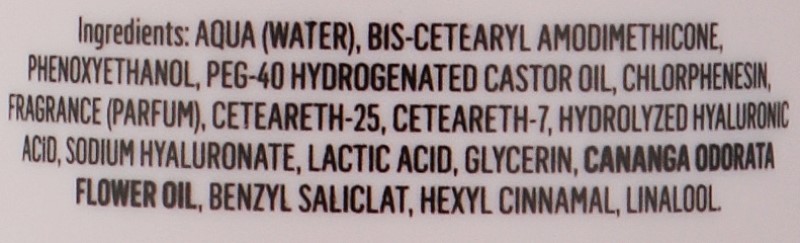 Ingredients: AQUA (WATER), BIS-CETEARYL AMODIMETHICONE,
PHENOXYETHANOL, PEG-40 HYDROGENATED CASTOR OIL, CHLORPHENESIN,
FRAGRANCE (PARFUM), CETEARETH-25, CETEARETH-7, HYDROLYZED HYALURONIC
ACiD, SODIUM HYALURONATE, LACTIC ACID, GLYCERIN, CANANGA ODORATA
FLOWER OIL, BENZYL SALICLAT, HEXYL CINNAMAL, LINALOOL.